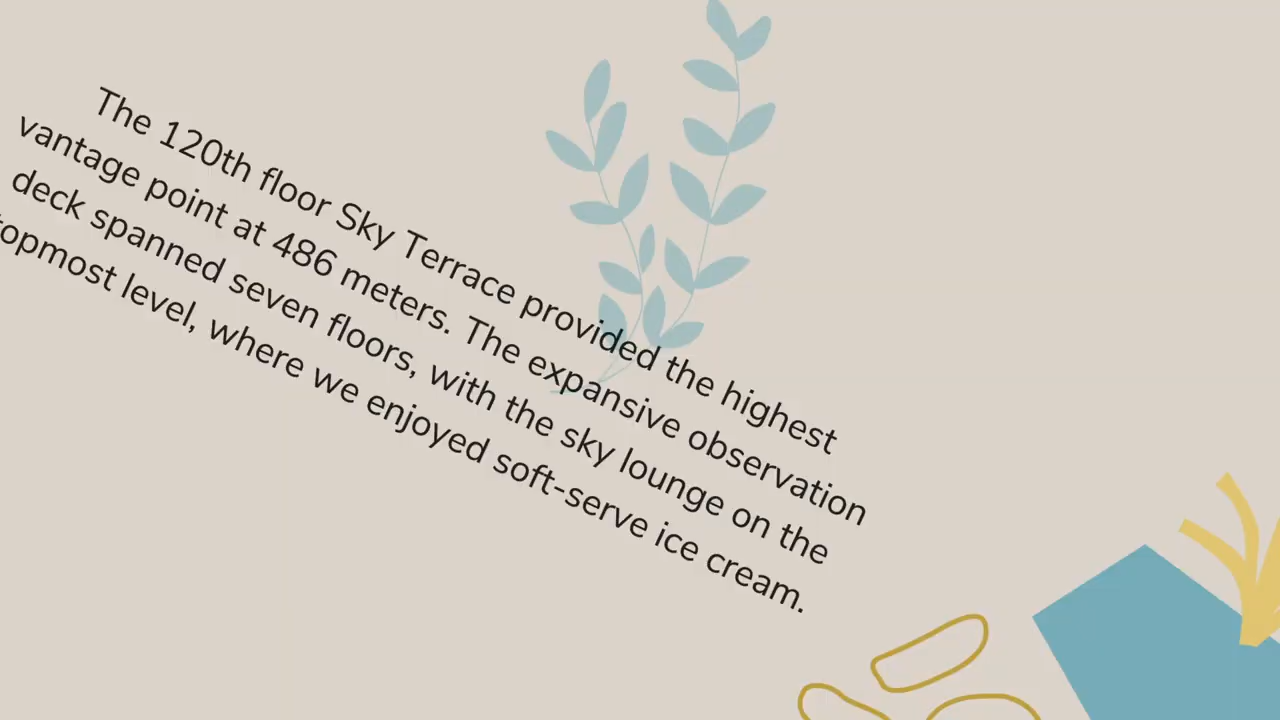 The 120th floor Sky Terrace provided the highest
vantage point at 486 meters. The expansive observation
deck spanned seven floors, with the sky lounge on the
topmost level, where we enjoyed soft-serve ice cream.